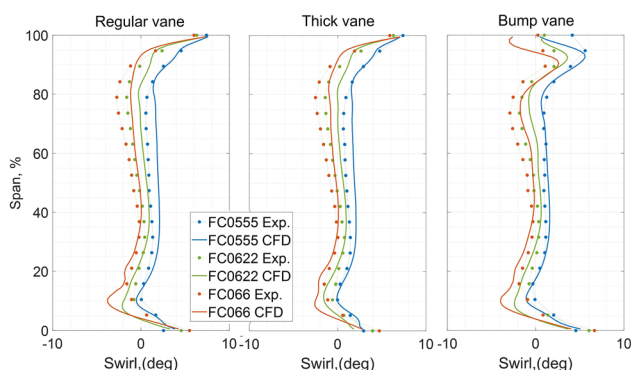 Regular vane
Thick vane
Bump vane
Span, %
100
80
60
40
20
0
-10
0
10
-10
0
10
-10
0
10
Swirl,(deg)
Swirl,(deg)
Swirl,(deg)
FC0555 Exp.
FC0555 CFD
FC0622 Exp.
FC0622 CFD
FC066 Exp.
FC066 CFD